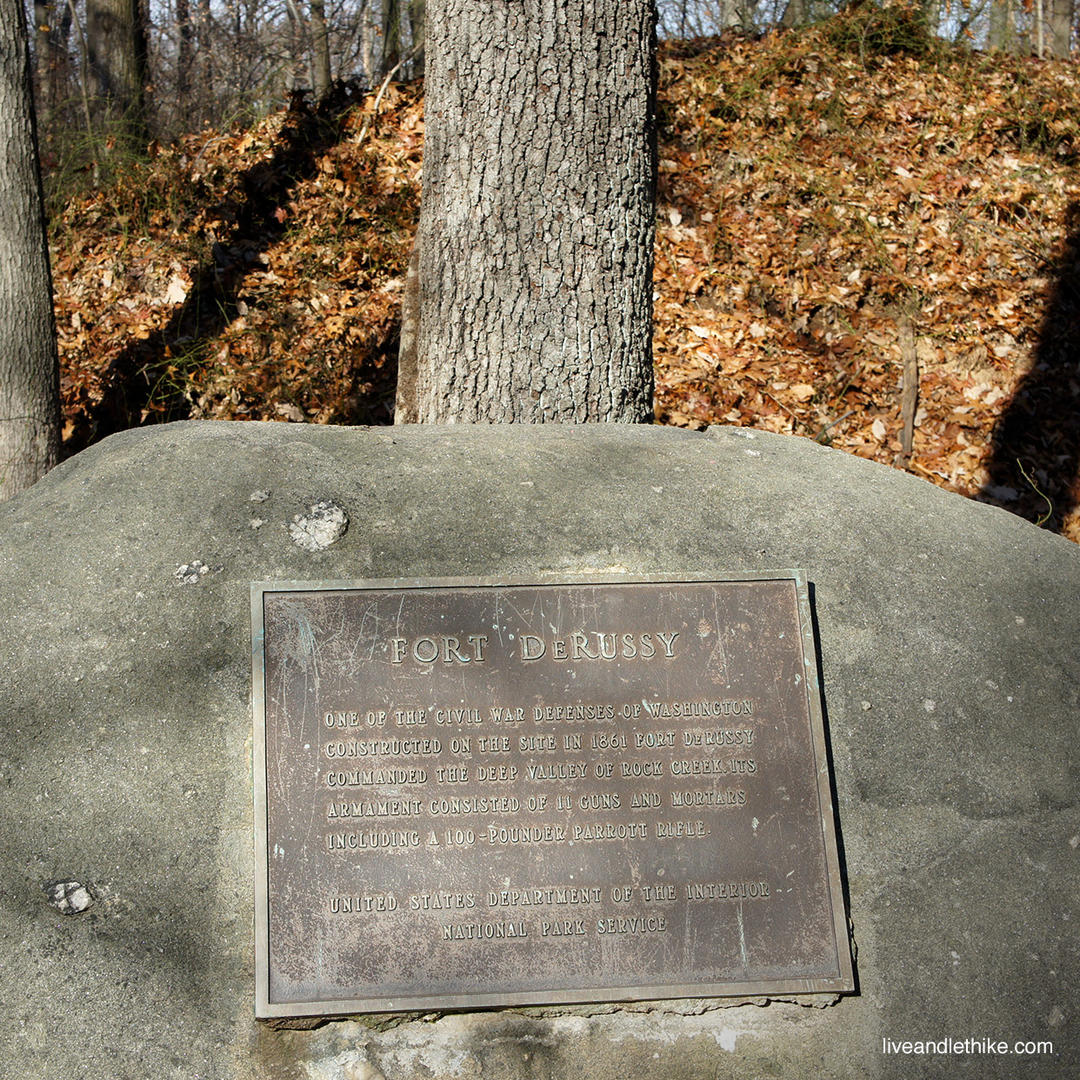 FORT DeRUSSY
ONE OF THE CIVIL WAR DEFENSES OF WASHINGTON
CONSTRUCTED ON THE SITE IN 1861 FORT DeRUSSY
COMMANDED THE DEEP VALLEY OF ROCK CREEK. ITS
ARMAMENT CONSISTED OF 11 GUNS AND MORTARS
INCLUDING A 100-POUNDER PARROTT RIFLE.
UNITED STATES DEPARTMENT OF THE INTERIOR
NATIONAL PARK SERVICE
liveandlethike.com